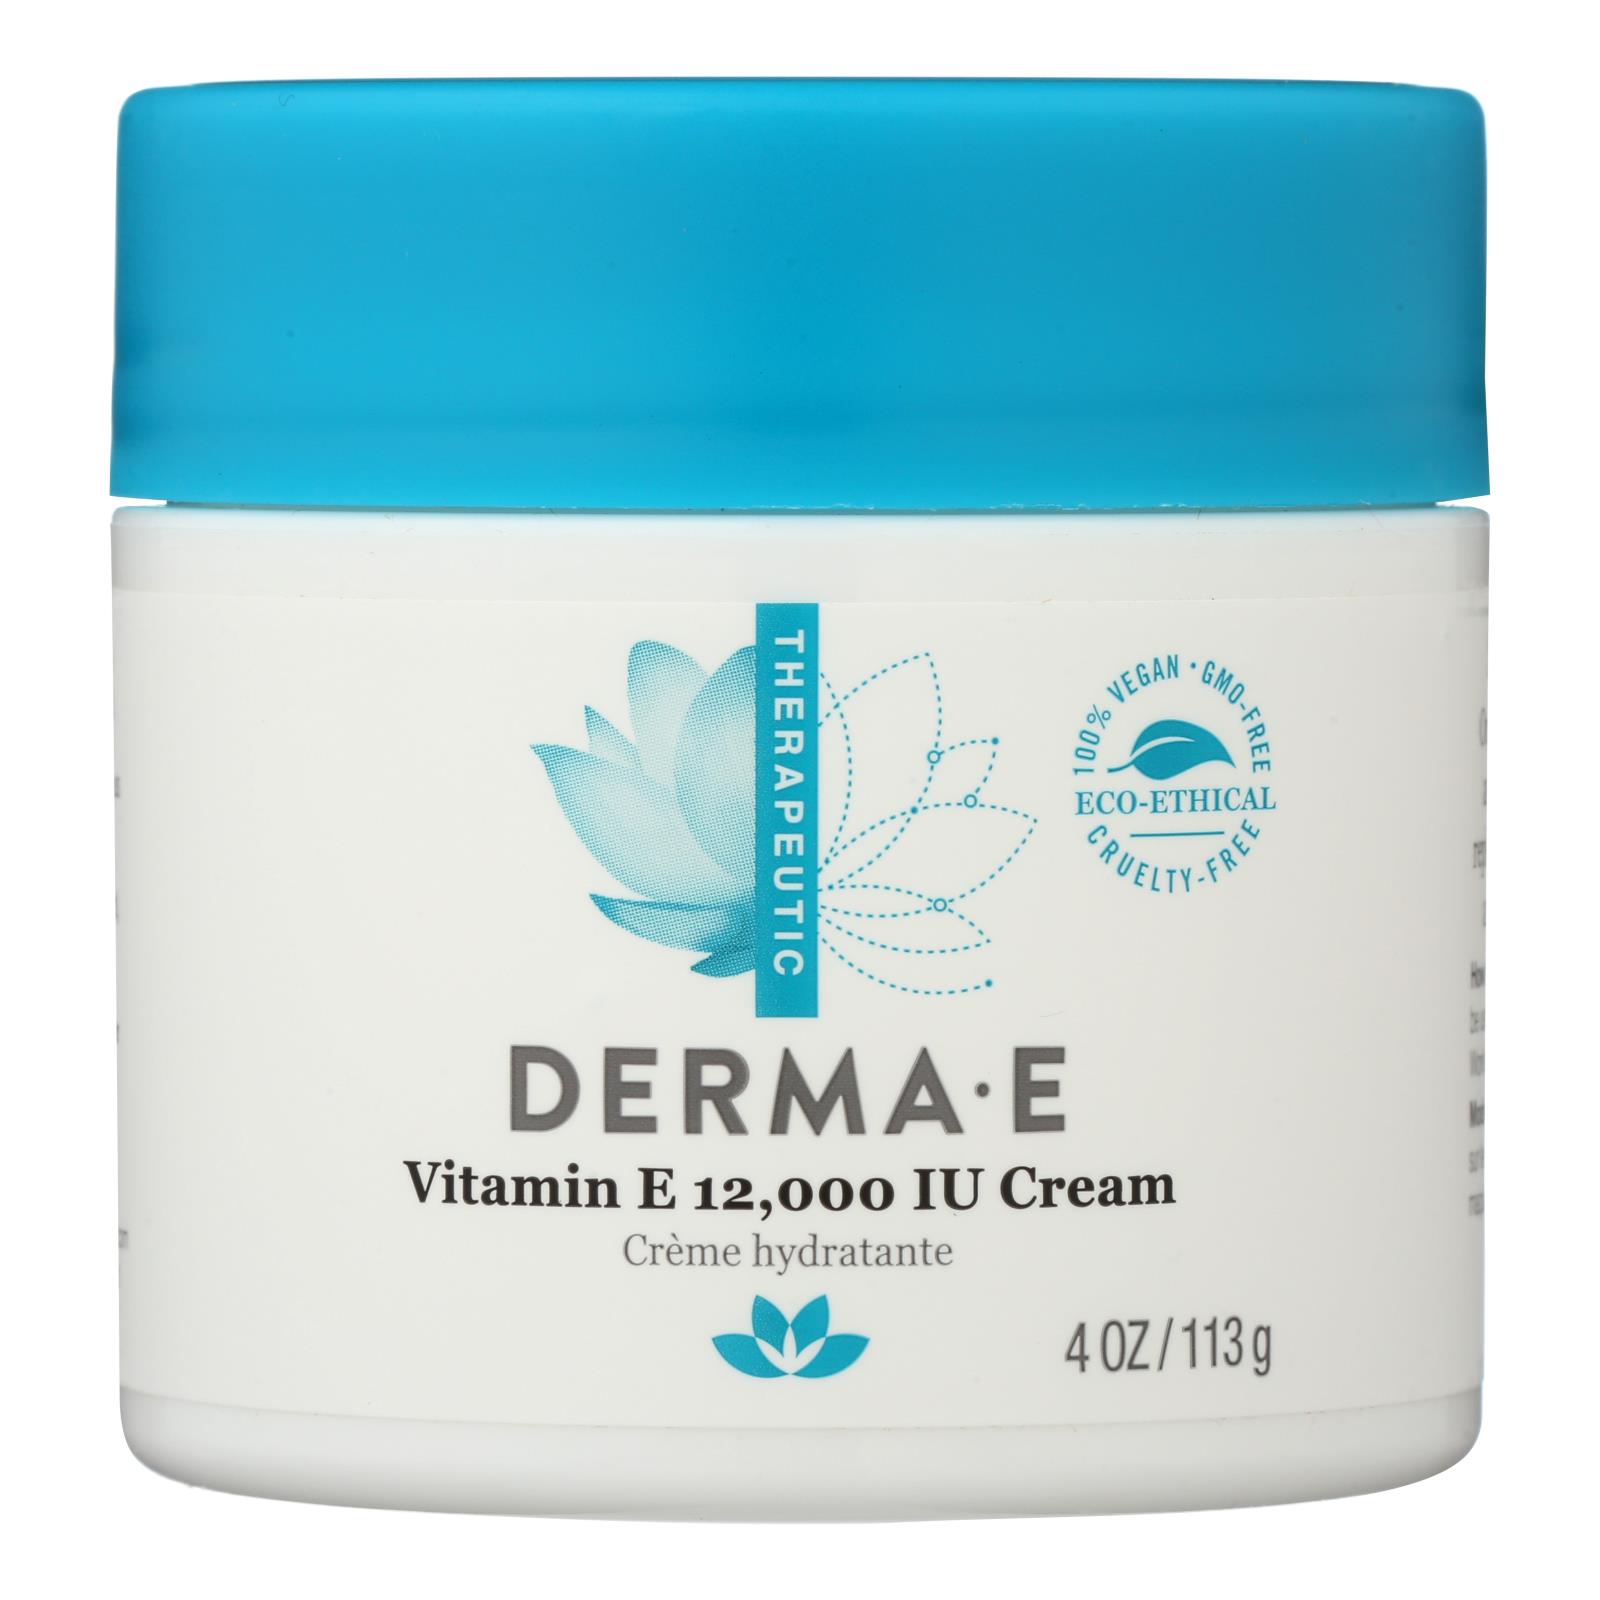 THERAPEUTIC
100% VEGAN · GMO-FREE
ECO-ETHICAL
CRUELTY-FREE
DERMA·E
Vitamin E 12,000 IU Cream
Crème hydratante
4 OZ/113 g